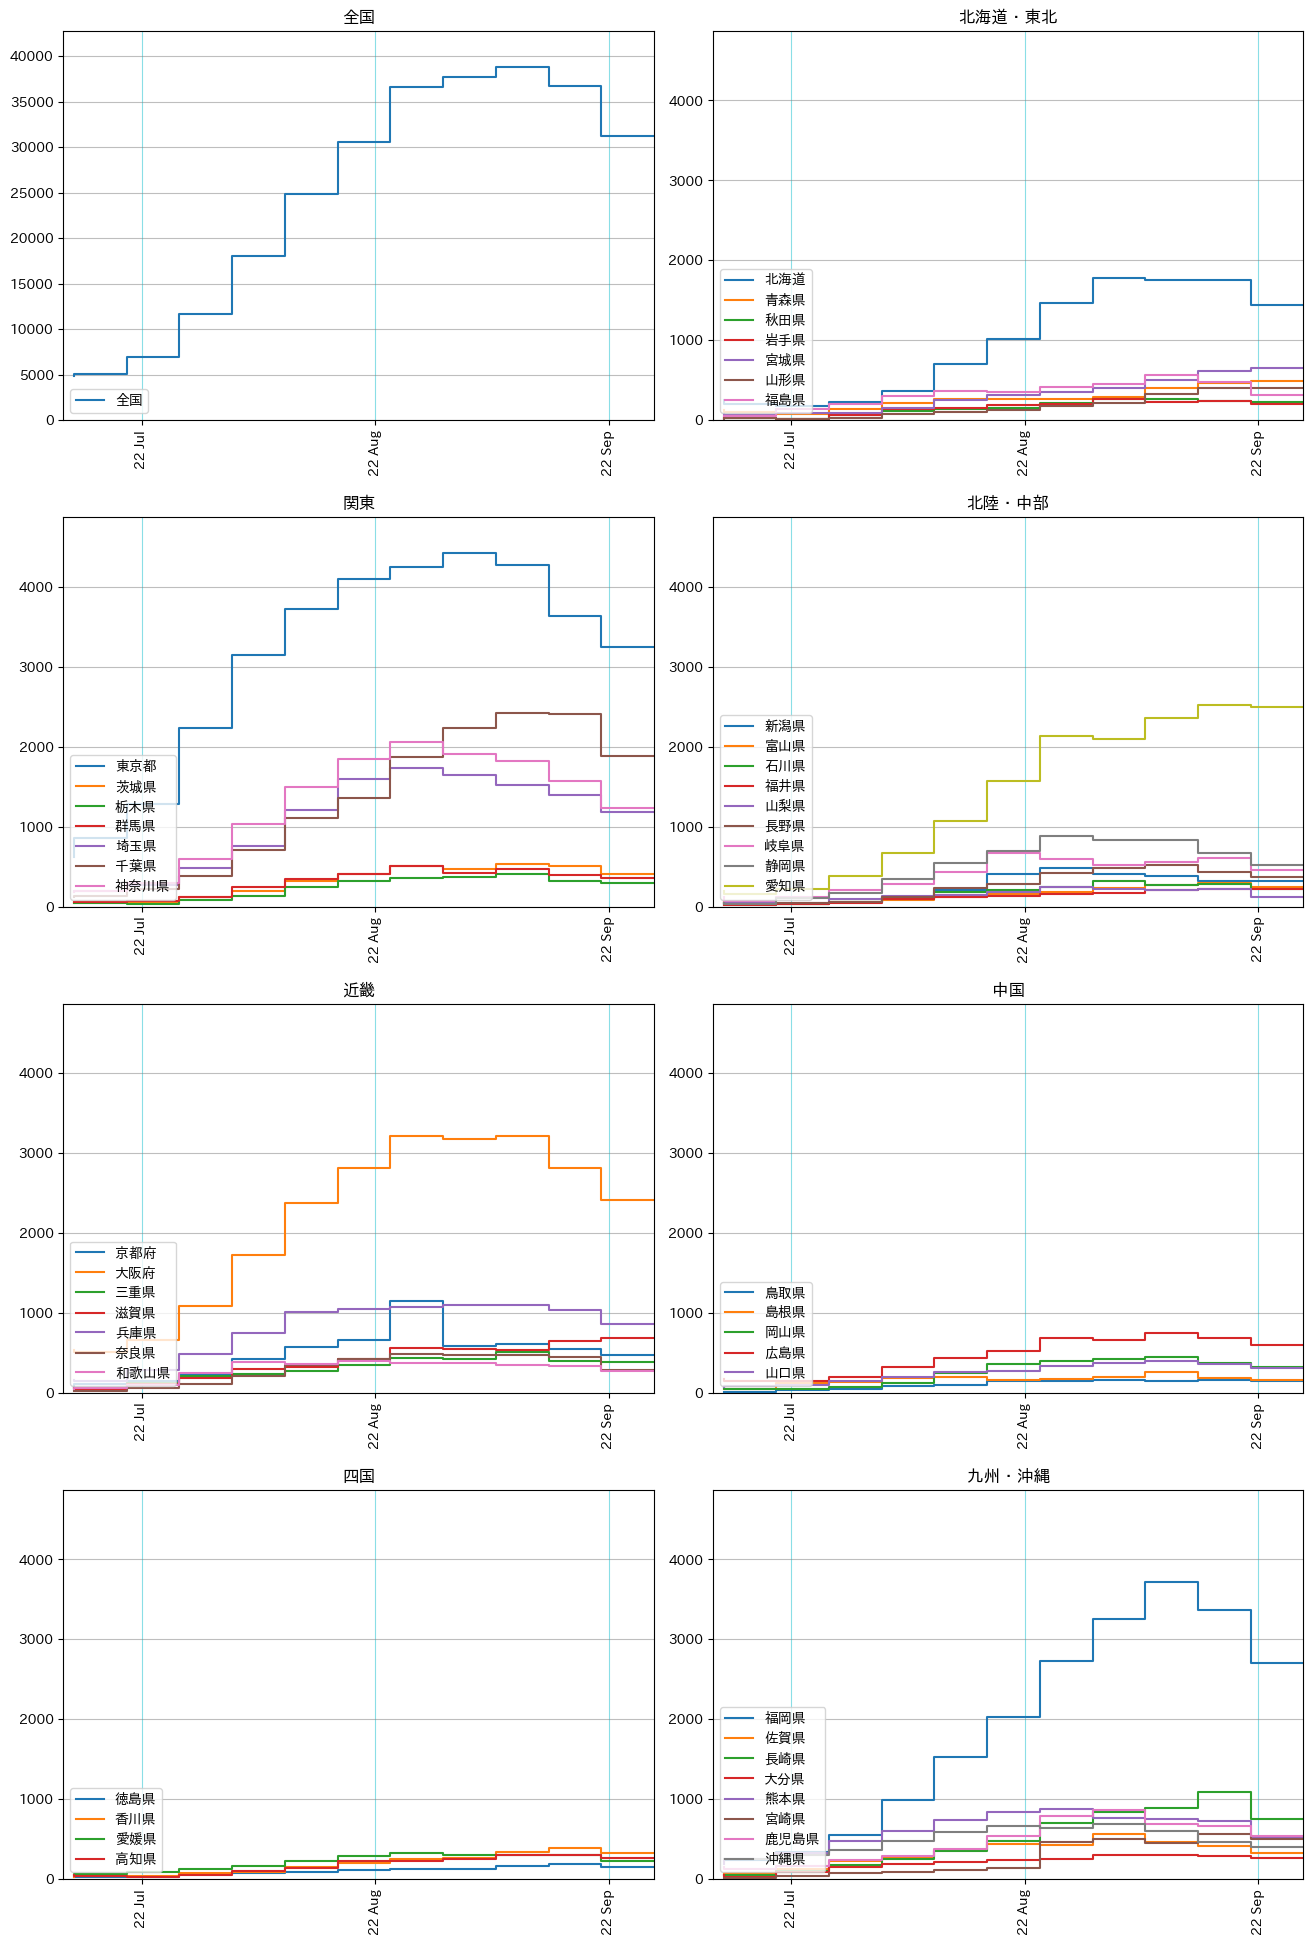 全国
40000
35000
30000
25000
20000
15000
10000
5000
0
全国
22 Jul
22 Aug
22 Sep
北海道・東北
4000
3000
2000
1000
0
北海道
青森県
秋田県
岩手県
宮城県
山形県
福島県
22 Jul
22 Aug
22 Sep
関東
4000
3000
2000
1000
0
東京都
茨城県
栃木県
群馬県
埼玉県
千葉県
神奈川県
22 Jul
22 Aug
22 Sep
北陸・中部
4000
3000
2000
1000
0
新潟県
富山県
石川県
福井県
山梨県
長野県
岐阜県
静岡県
愛知県
22 Jul
22 Aug
22 Sep
近畿
4000
3000
2000
1000
0
京都府
大阪府
三重県
滋賀県
兵庫県
奈良県
和歌山県
22 Jul
22 Aug
22 Sep
中国
4000
3000
2000
1000
0
鳥取県
島根県
岡山県
広島県
山口県
22 Jul
22 Aug
22 Sep
四国
4000
3000
2000
1000
0
徳島県
香川県
愛媛県
高知県
22 Jul
22 Aug
22 Sep
九州・沖縄
4000
3000
2000
1000
0
福岡県
佐賀県
長崎県
大分県
熊本県
宮崎県
鹿児島県
沖縄県
22 Jul
22 Aug
22 Sep